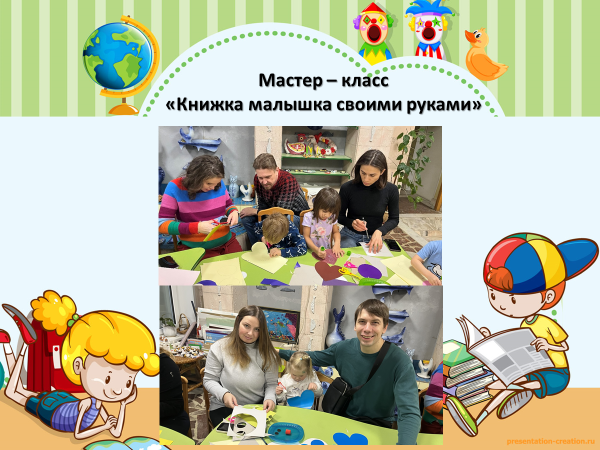 Мастер – класс
«Книжка малышка своими руками»
presentation-creation.ru